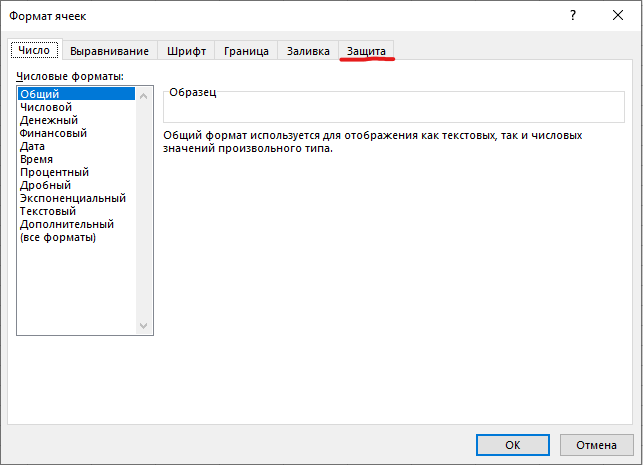 Формат ячеек
?
Число Выравнивание Шрифт Граница Заливка Защита
Числовые форматы:
Общий
Числовой
Денежный
Финансовый
Дата
Время
Процентный
Дробный
Экспоненциальный
Текстовый
Дополнительный
(все форматы)
Образец
Общий формат используется для отображения как текстовых, так и числовых
значений произвольного типа.
ОК Отмена